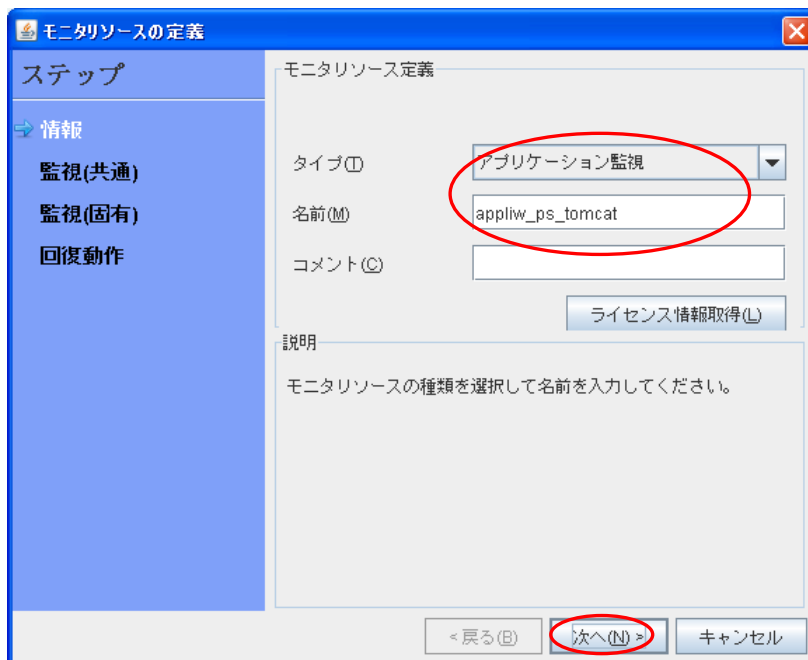 モニタリソースの定義
ステップ
情報
監視(共通)
監視(固有)
回復動作
モニタリソース定義
タイプ(T)
アプリケーション監視
名前(M)
appliw_ps_tomcat
コメント(C)
ライセンス情報取得(L)
説明
モニタリソースの種類を選択して名前を入力してください。
<戻る(B)
次へ(N)>
キャンセル